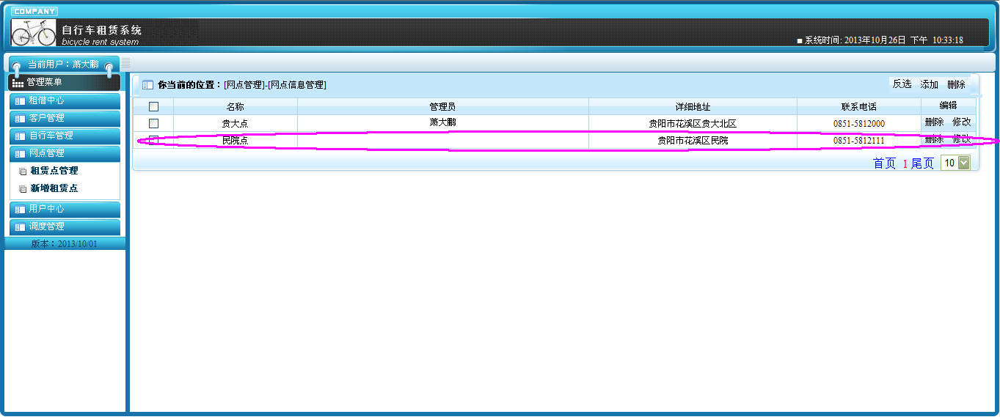 COMPANY
自行车租赁系统
bicycle rent system
■ 系统时间: 2013年10月26日 下午 10:33:18
当前用户：萧大鹏
管理菜单
租借中心
客户管理
自行车管理
网点管理
租赁点管理
新增租赁点
用户中心
调度管理
版本：2013/10/01
你当前的位置：[网点管理]-[网点信息管理]
反选 添加 删除
名称 管理员 详细地址 联系电话 编辑
贵大点 萧大鹏 贵阳市花溪区贵大北区 0851-5812000 删除 修改
民院点 贵阳市花溪区民院 0851-5812111 删除 修改
首页 1 尾页 10